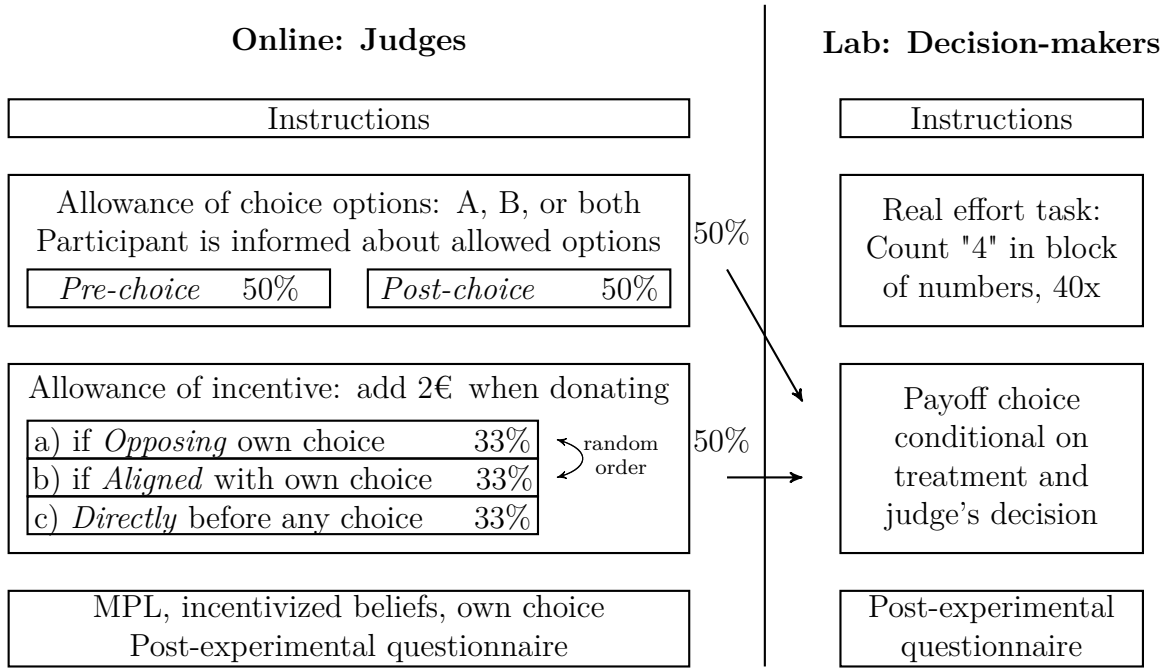 Online: Judges
Instructions
Allowance of choice options: A, B, or both
Participant is informed about allowed options
Pre-choice 50%
Post-choice 50%
50%
Allowance of incentive: add 2€ when donating
a) if Opposing own choice 33%
b) if Aligned with own choice 33%
c) Directly before any choice 33%
random
order
50%
MPL, incentivized beliefs, own choice
Post-experimental questionnaire
Lab: Decision-makers
Instructions
Real effort task:
Count "4" in block
of numbers, 40x
Payoff choice
conditional on
treatment and
judge's decision
Post-experimental
questionnaire